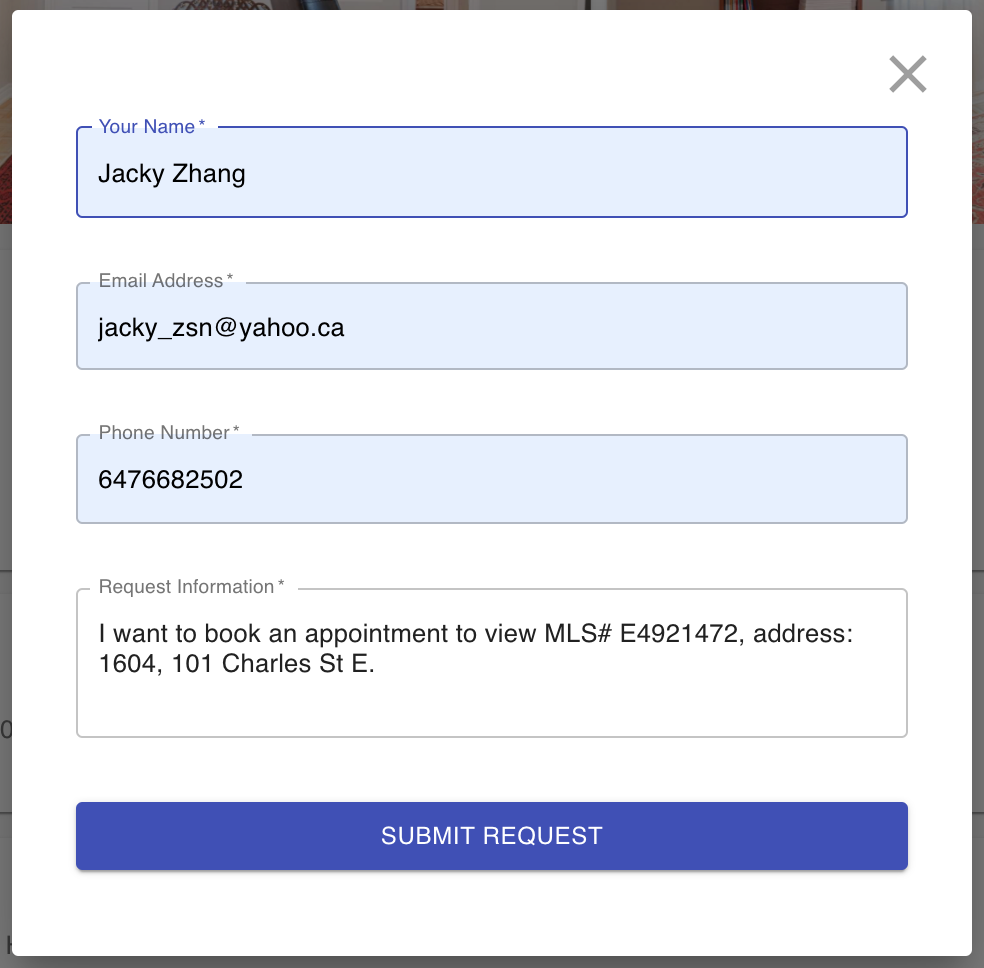 Your Name *
Jacky Zhang
Email Address *
jacky_zsn@yahoo.ca
Phone Number *
6476682502
Request Information *
I want to book an appointment to view MLS# E4921472, address:
1604, 101 Charles St E.
SUBMIT REQUEST